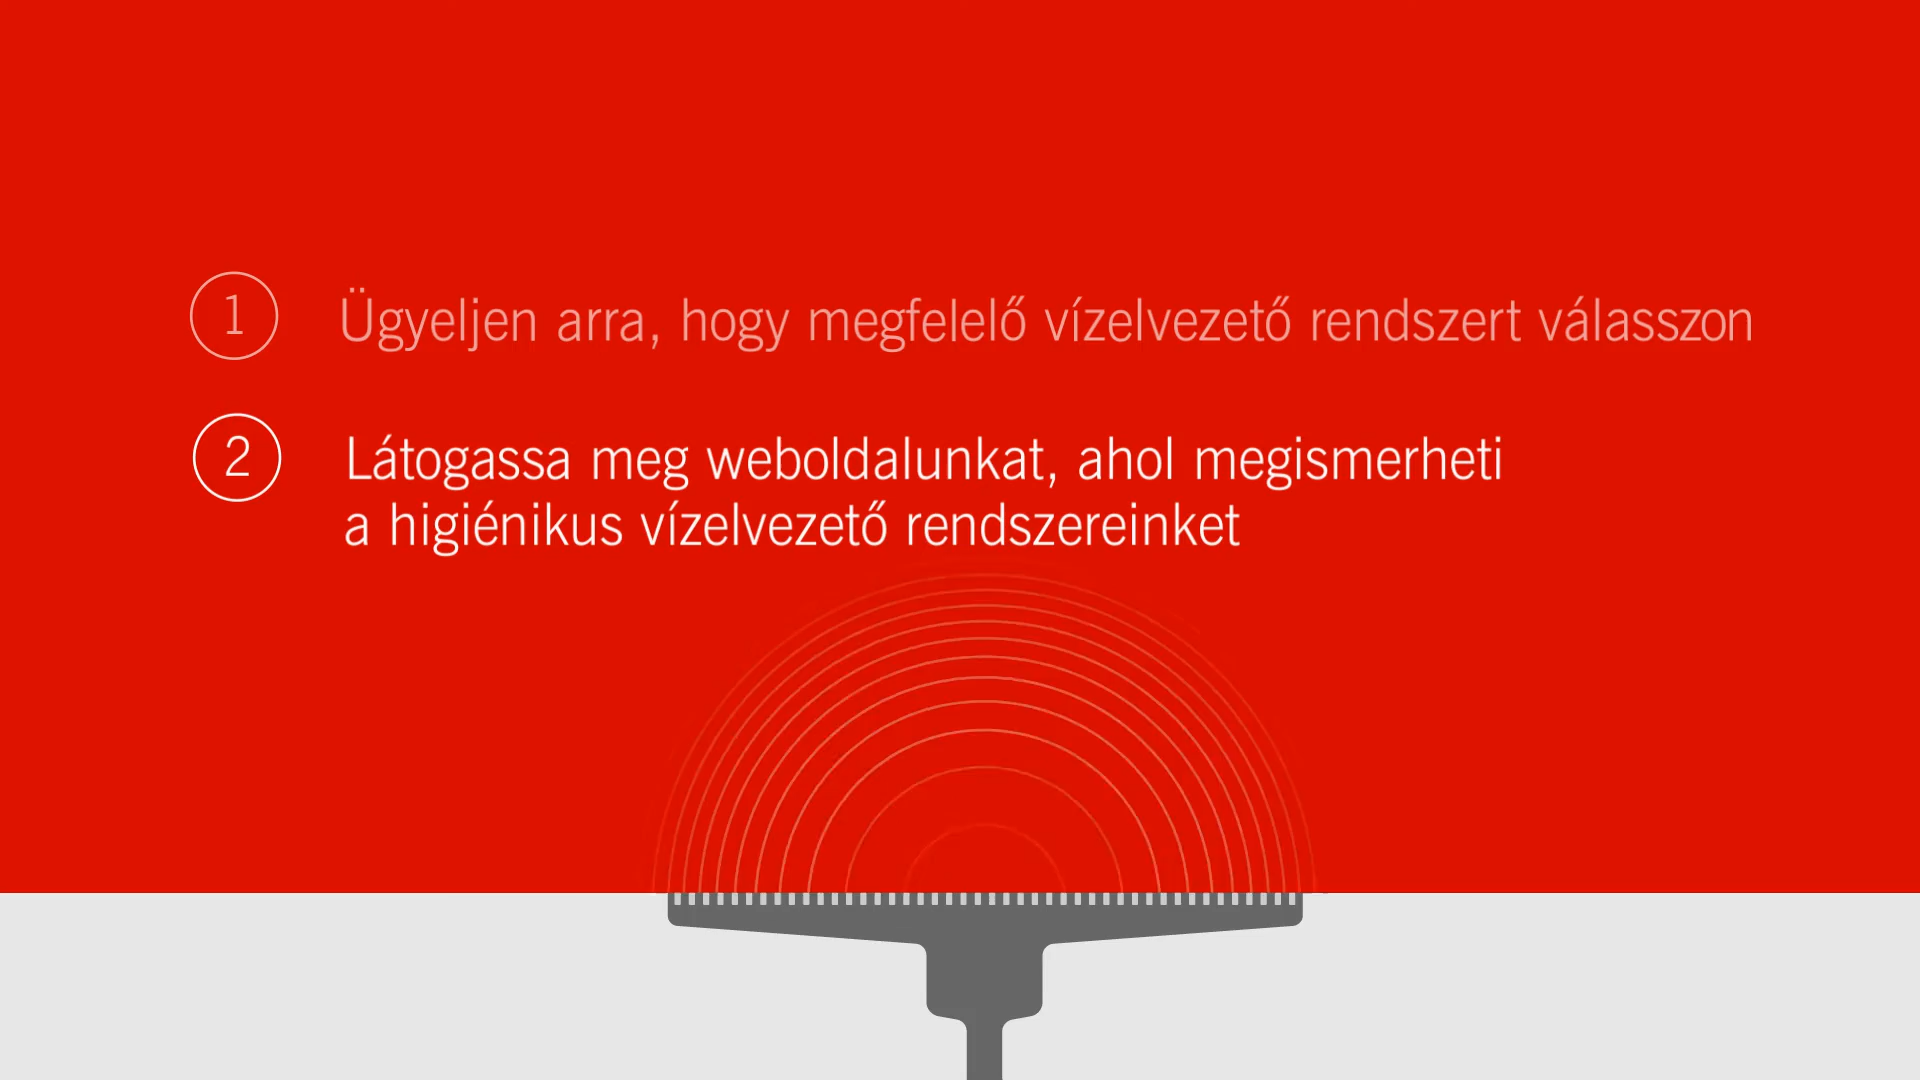 1 Ügyeljen arra, hogy megfelelő vízelvezető rendszert válasszon
2 Látogassa meg weboldalunkat, ahol megismerheti
a higiénikus vízelvezető rendszereinket